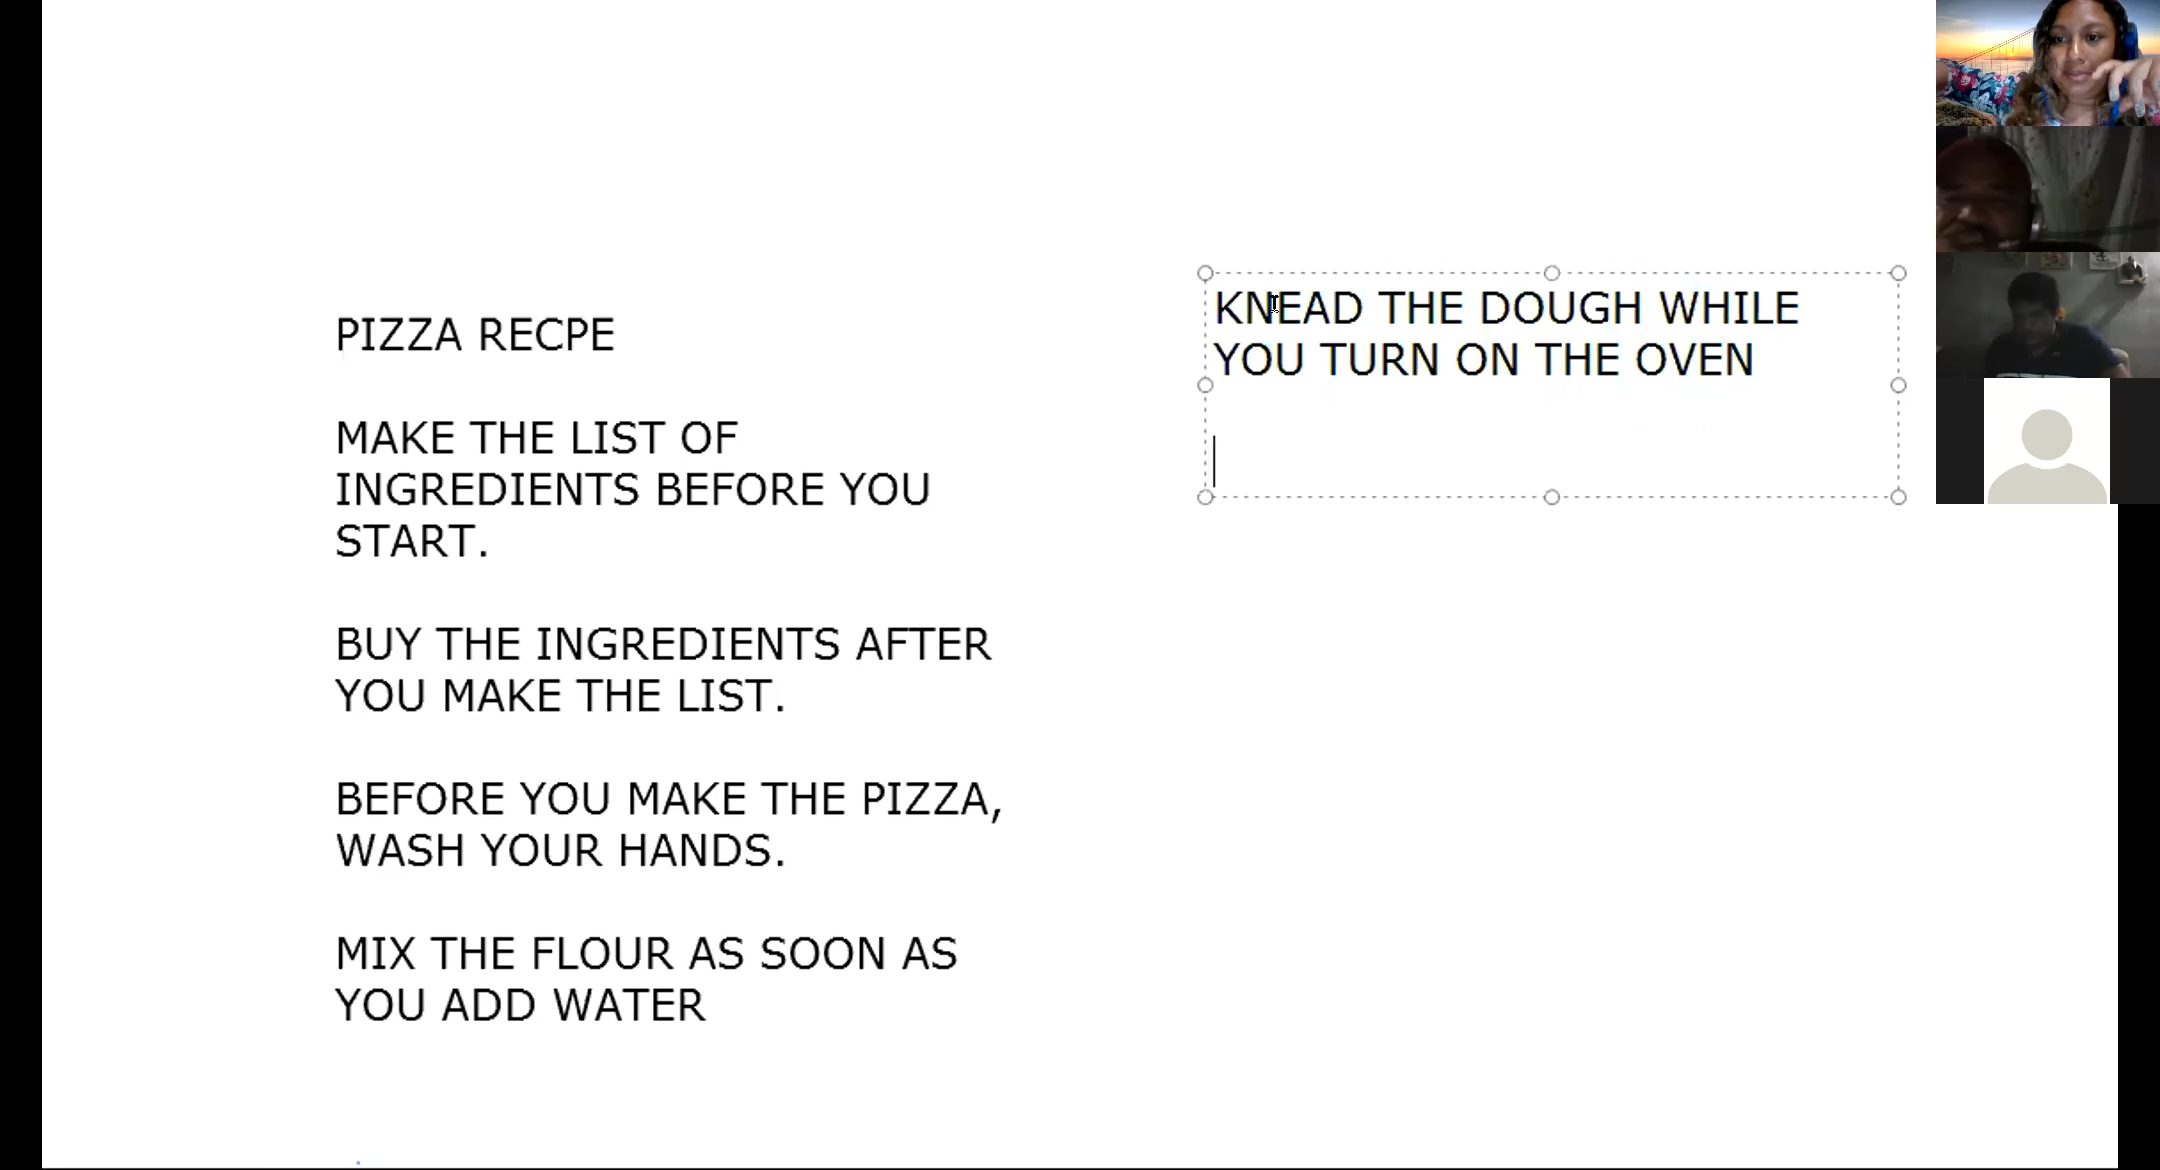 PIZZA RECPE
MAKE THE LIST OF
INGREDIENTS BEFORE YOU
START.
BUY THE INGREDIENTS AFTER
YOU MAKE THE LIST.
BEFORE YOU MAKE THE PIZZA,
WASH YOUR HANDS.
MIX THE FLOUR AS SOON AS
YOU ADD WATER
KNEAD THE DOUGH WHILE
YOU TURN ON THE OVEN